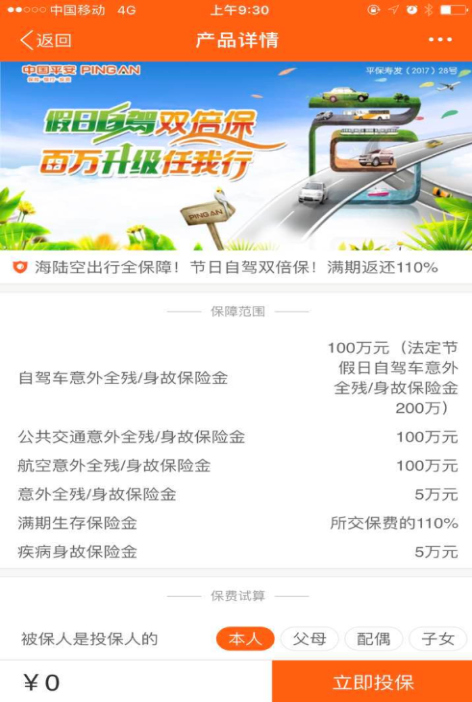 中国移动 4G 上午9:30
返回 产品详情
中国平安 PING AN
保险·银行·投资
平保寿发（2017）28号
假日自驾双倍保
百万升级任我行
PING AN
海陆空出行全保障！节日自驾双倍保！满期返还110%
保障范围
自驾车意外全残/身故保险金
100万元（法定节
假日自驾车意外
全残/身故保险金
200万）
公共交通意外全残/身故保险金 100万元
航空意外全残/身故保险金 100万元
意外全残/身故保险金 5万元
满期生存保险金 所交保费的110%
疾病身故保险金 5万元
保费试算
被保人是投保人的 本人 父母 配偶 子女
￥0 立即投保